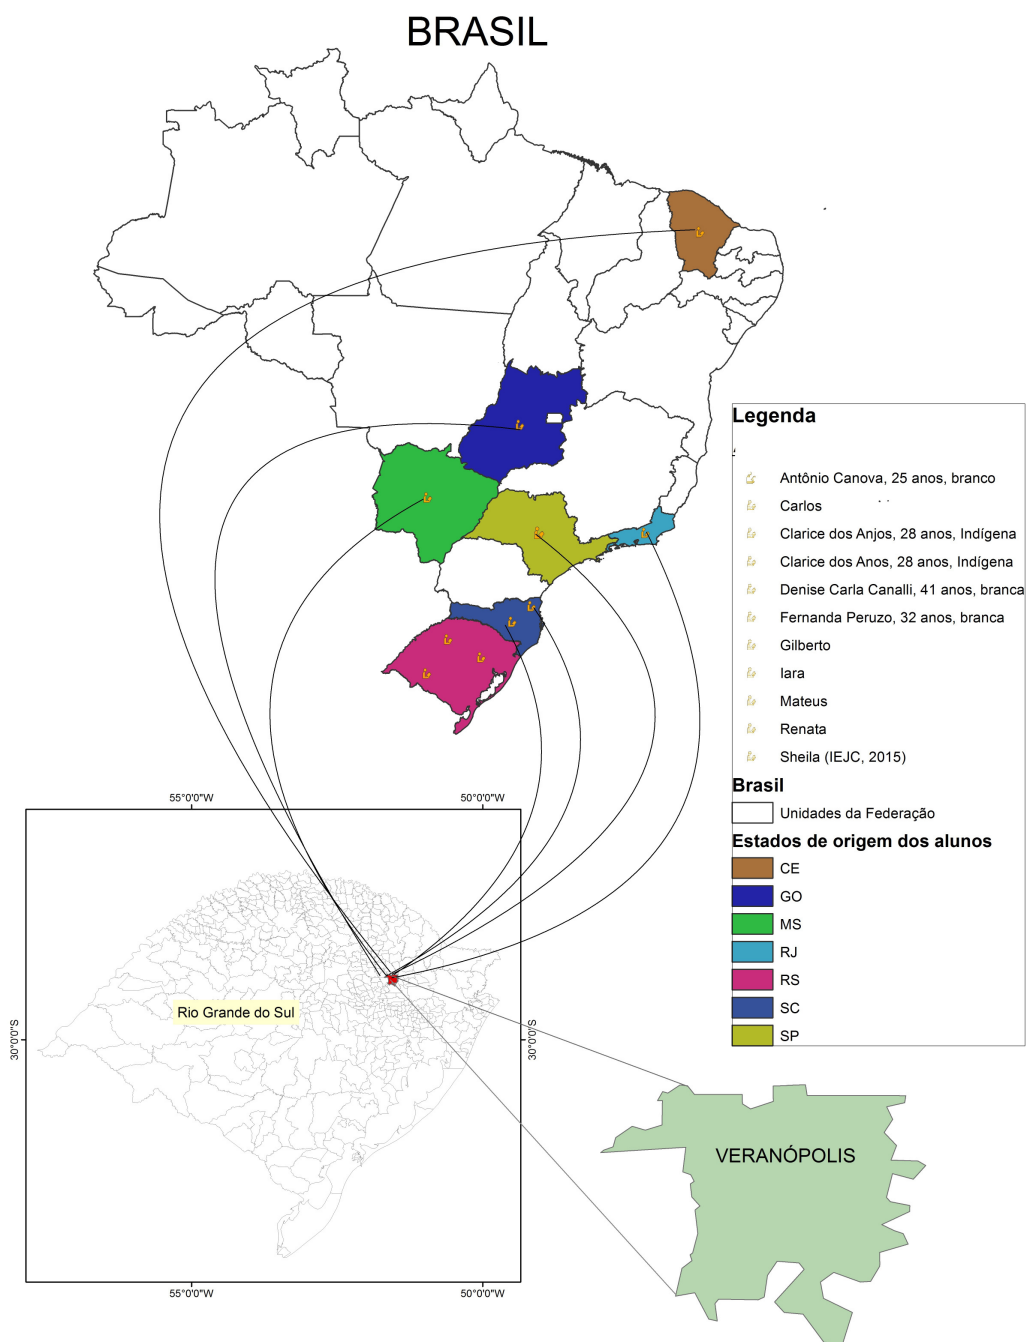 BRASIL
Legenda
Antônio Canova, 25 anos, branco
Carlos
Clarice dos Anjos, 28 anos, Indígena
Clarice dos Anos, 28 anos, Indígena
Denise Carla Canalli, 41 anos, branca
Fernanda Peruzo, 32 anos, branca
Gilberto
Iara
Mateus
Renata
Sheila (IEJC, 2015)
Brasil
Unidades da Federação
Estados de origem dos alunos
CE
GO
MS
RJ
RS
SC
SP
55°0'0"W
50°0'0"W
30°0'0"S
30°0'0"S
Rio Grande do Sul
55°0'0"W
50°0'0"W
VERANÓPOLIS